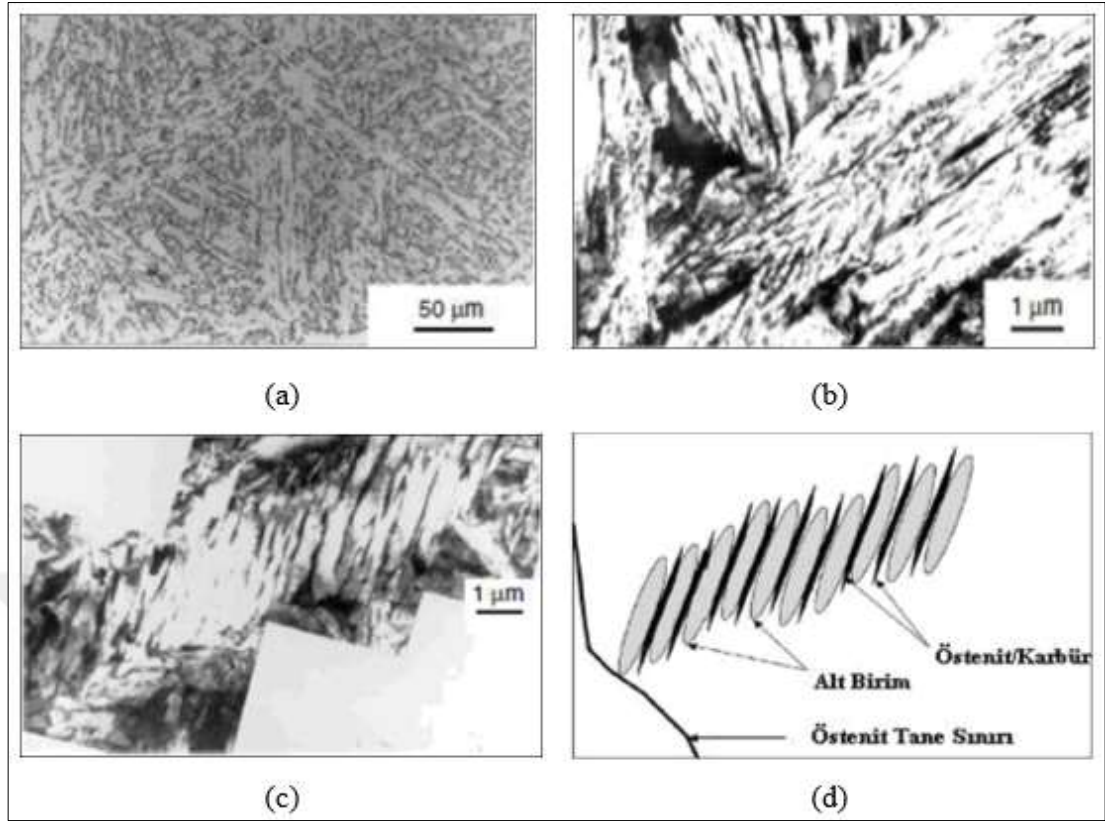 50 μm
1 μm
(a)
(b)
1 μm
Östenit/Karbür
Alt Birim
Östenit Tane Sınırı
(c)
(d)